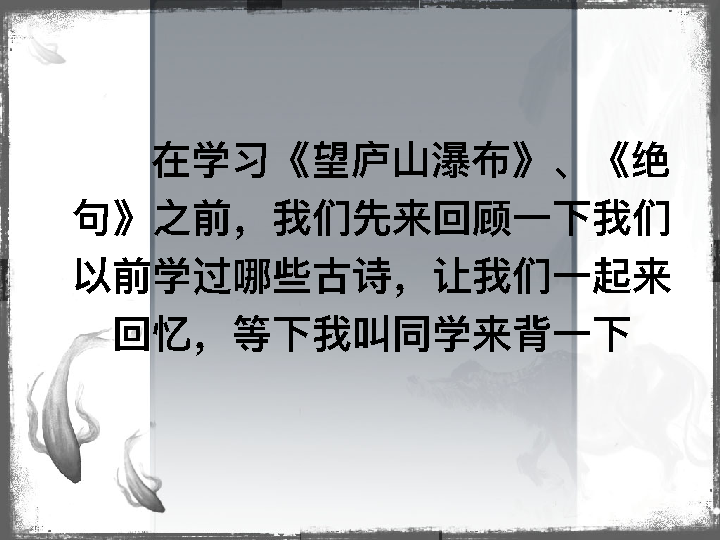 在学习《望庐山瀑布》、《绝
句》之前，我们先来回顾一下我们
以前学过哪些古诗，让我们一起来
回忆，等下我叫同学来背一下